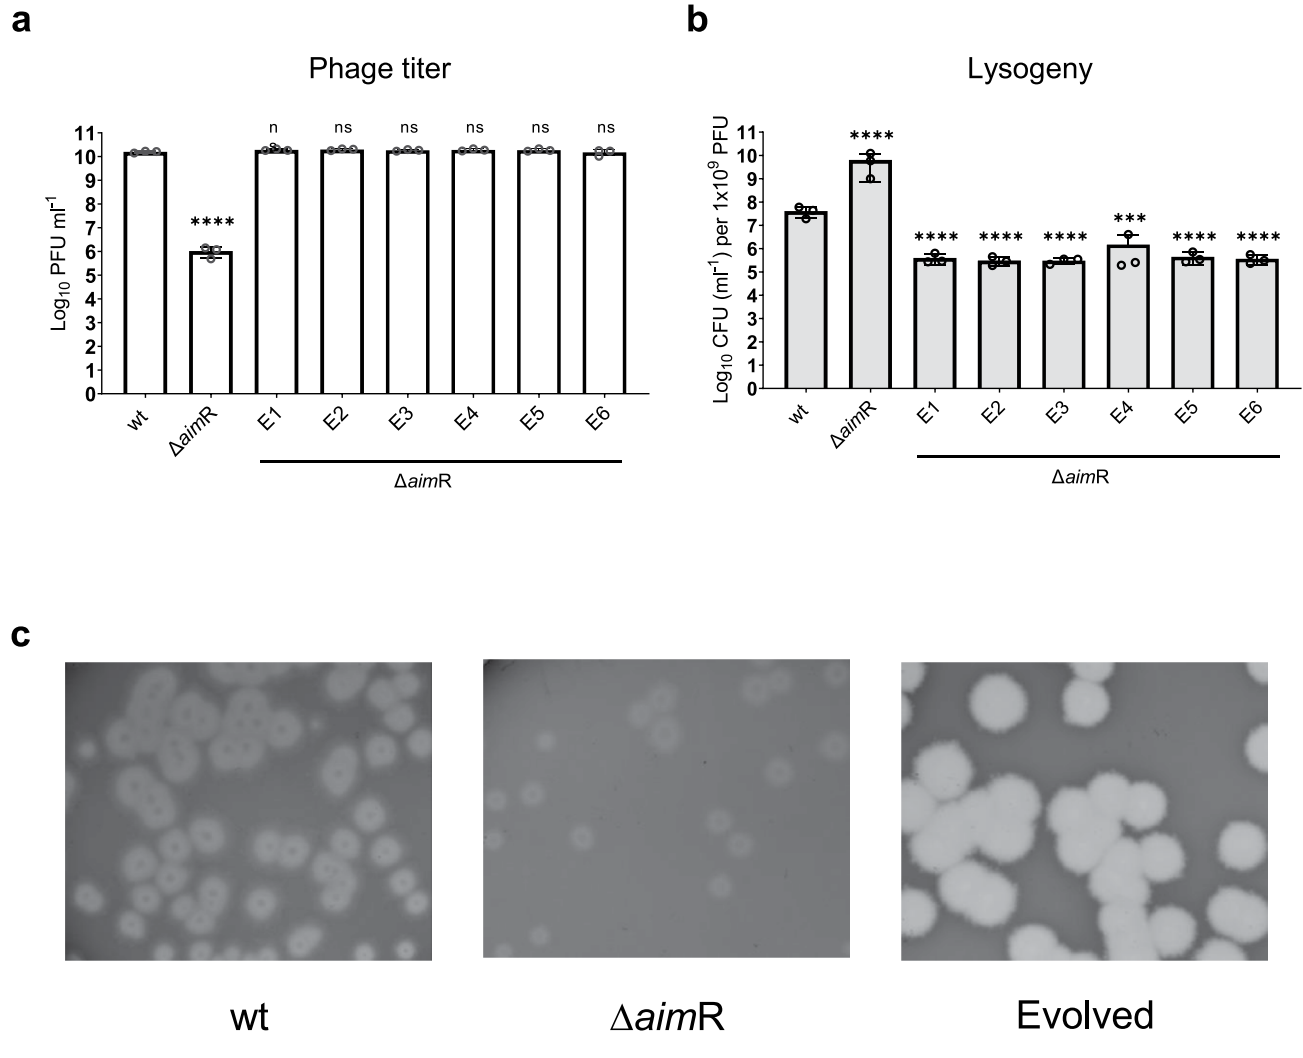 a
Phage titer
Log10 PFU ml-1
11
10
9
8
7
6
5
4
3
2
1
0
****
n
s
ns
ns
ns
ns
ns
wt
ΔaimR
E1
E2
E3
E4
E5
E6
ΔaimR
b
Lysogeny
Log10 CFU (ml-1) per 1x10^9 PFU
11
10
9
8
7
6
5
4
3
2
1
0
****
****
****
****
***
****
****
wt
ΔaimR
E1
E2
E3
E4
E5
E6
ΔaimR
c
wt
ΔaimR
Evolved